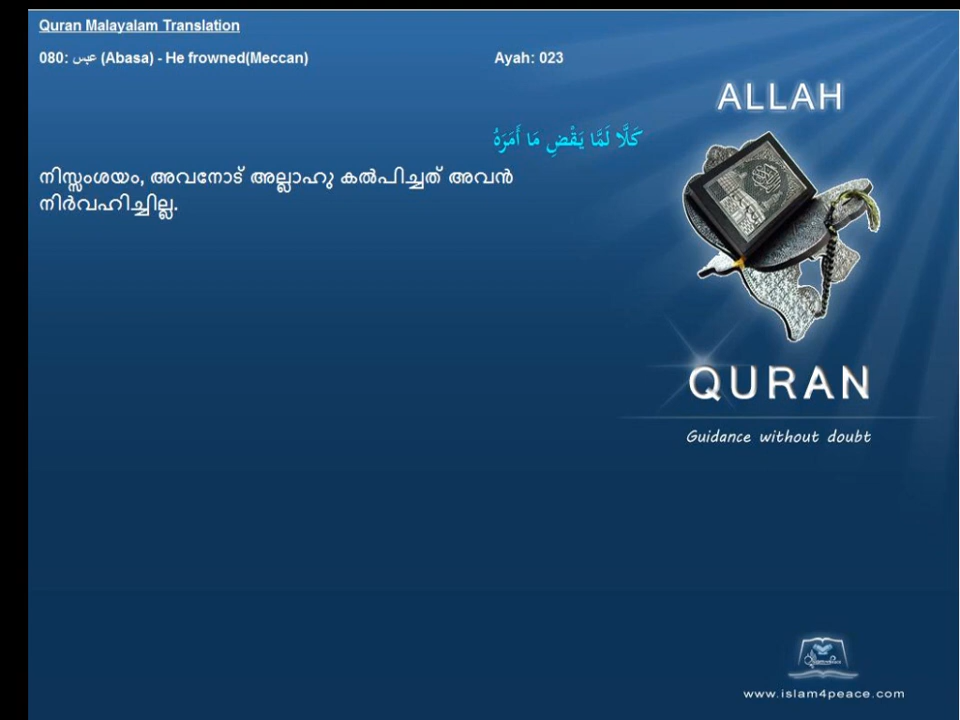 Quran Malayalam Translation
080: عبس (Abasa) - He frowned(Meccan)
Ayah: 023
كَلَّا لَمَّا يَقْضِ مَا أَمَرَهُ
നിസ്സംശയം, അവനോട് അല്ലാഹു കല്‍പിച്ചത് അവന്‍
നിര്‍വഹിച്ചില്ല.
ALLAH
QURAN
Guidance without doubt
www.islam4peace.com